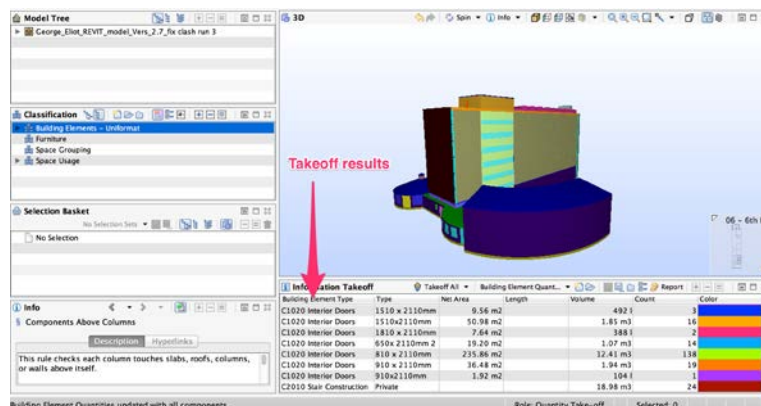 Model Tree
George_Eliot_REVIT_model_Vers_2.7_fix clash run 3
Classification
Building Elements - Uniformat
Furniture
Space Grouping
Space Usage
Selection Basket
No Selection Sets
No Selection
Info
Components Above Columns
Description Hyperlinks
This rule checks each column touches slabs, roofs, columns,
or walls above itself.
3D Spin Info
Takeoff results
06 - 6th
Information Takeoff Takeoff All Building Element Quant... Report
Building Element Type Type Net Area Length Volume Count Color
C1020 Interior Doors 1510 x 2110mm 9.56 m2 492 l 3
C1020 Interior Doors 1510x2110mm 50.98 m2 1.85 m3 16
C1020 Interior Doors 1810 x 2110mm 7.64 m2 388 l 2
C1020 Interior Doors 650x 2110mm 2 19.20 m2 1.07 m3 14
C1020 Interior Doors 810 x 2110mm 235.86 m2 12.41 m3 138
C1020 Interior Doors 910 x 2110mm 36.48 m2 1.94 m3 19
C1020 Interior Doors 910x2110mm 1.92 m2 104 l 1
C2010 Stair Construction Private 18.98 m3 24
Building Element Quantities updated with all components Role: Quantity Take-off Selected: 0